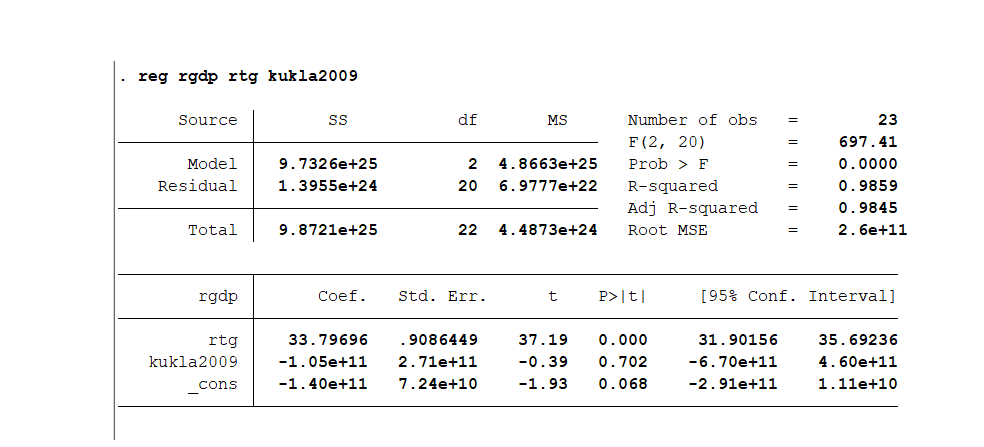 . reg rgdp rtg kukla2009
Source SS df MS Number of obs = 23
F(2, 20) = 697.41
Model 9.7326e+25 2 4.8663e+25 Prob > F = 0.0000
Residual 1.3955e+24 20 6.9777e+22 R-squared = 0.9859
Adj R-squared = 0.9845
Total 9.8721e+25 22 4.4873e+24 Root MSE = 2.6e+11
rgdp Coef. Std. Err. t P>|t| [95% Conf. Interval]
rtg 33.79696 .9086449 37.19 0.000 31.90156 35.69236
kukla2009 -1.05e+11 2.71e+11 -0.39 0.702 -6.70e+11 4.60e+11
_cons -1.40e+11 7.24e+10 -1.93 0.068 -2.91e+11 1.11e+10